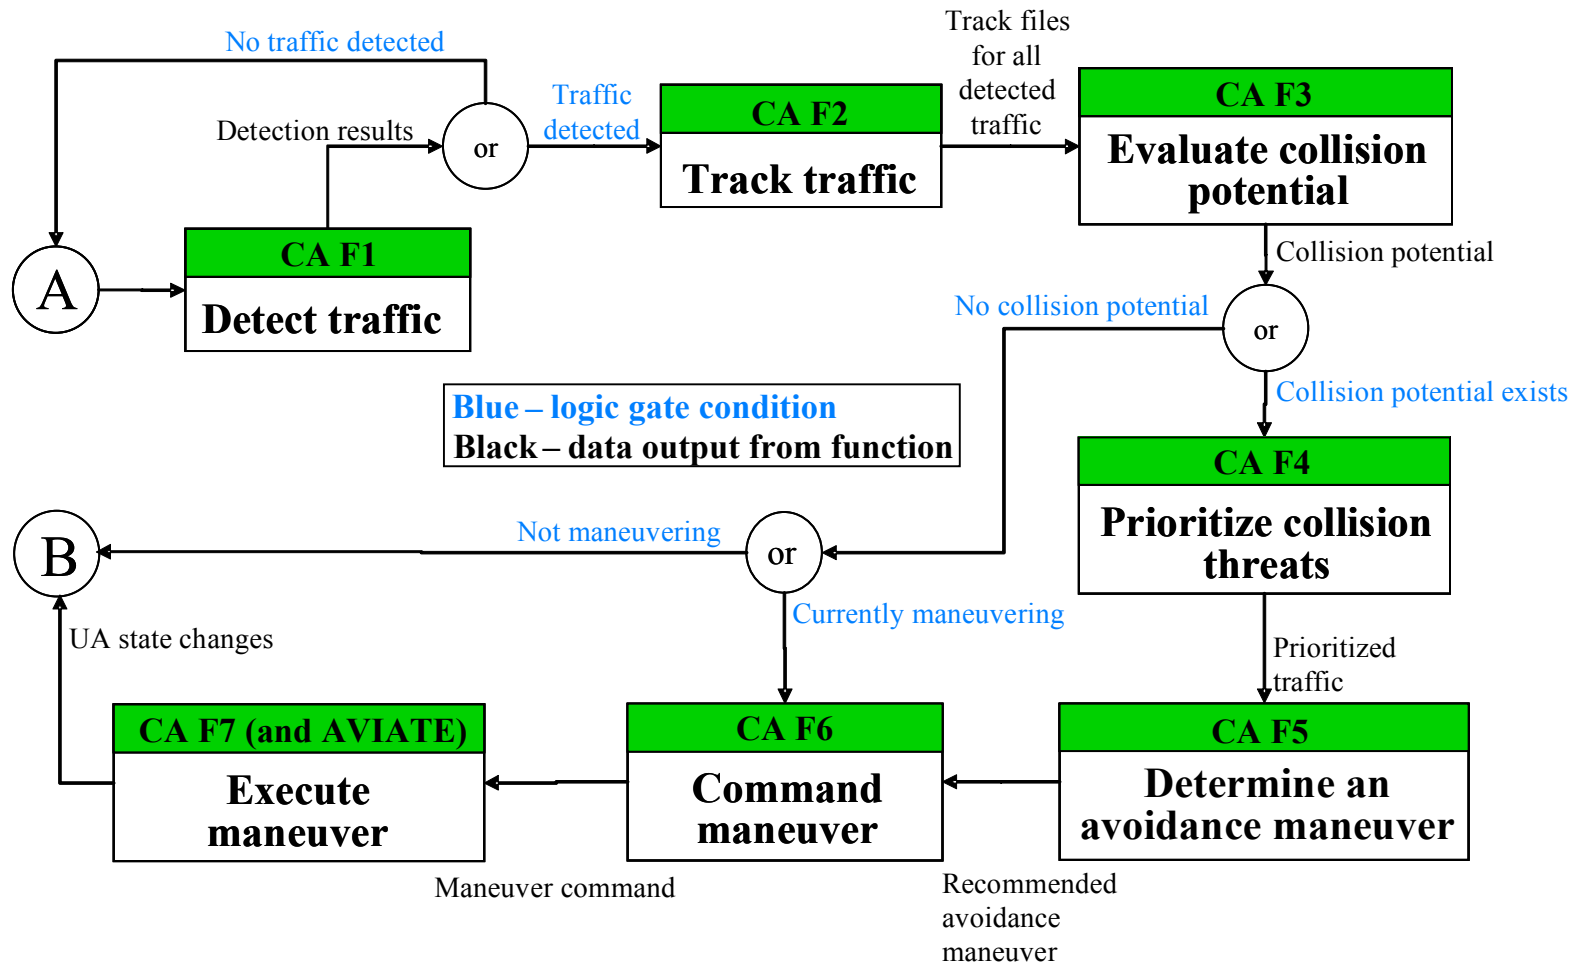 No traffic detected
Detection results
or
Traffic
detected
CA F2
Track traffic
Track files
for all
detected
traffic
CA F3
Evaluate collision
potential
A
CA F1
Detect traffic
Collision potential
No collision potential
or
Collision potential exists
Blue – logic gate condition
Black – data output from function
CA F4
Prioritize collision
threats
B
Not maneuvering
or
Currently maneuvering
UA state changes
Prioritized
traffic
CA F7 (and AVIATE)
Execute
maneuver
CA F6
Command
maneuver
CA F5
Determine an
avoidance maneuver
Maneuver command
Recommended
avoidance
maneuver